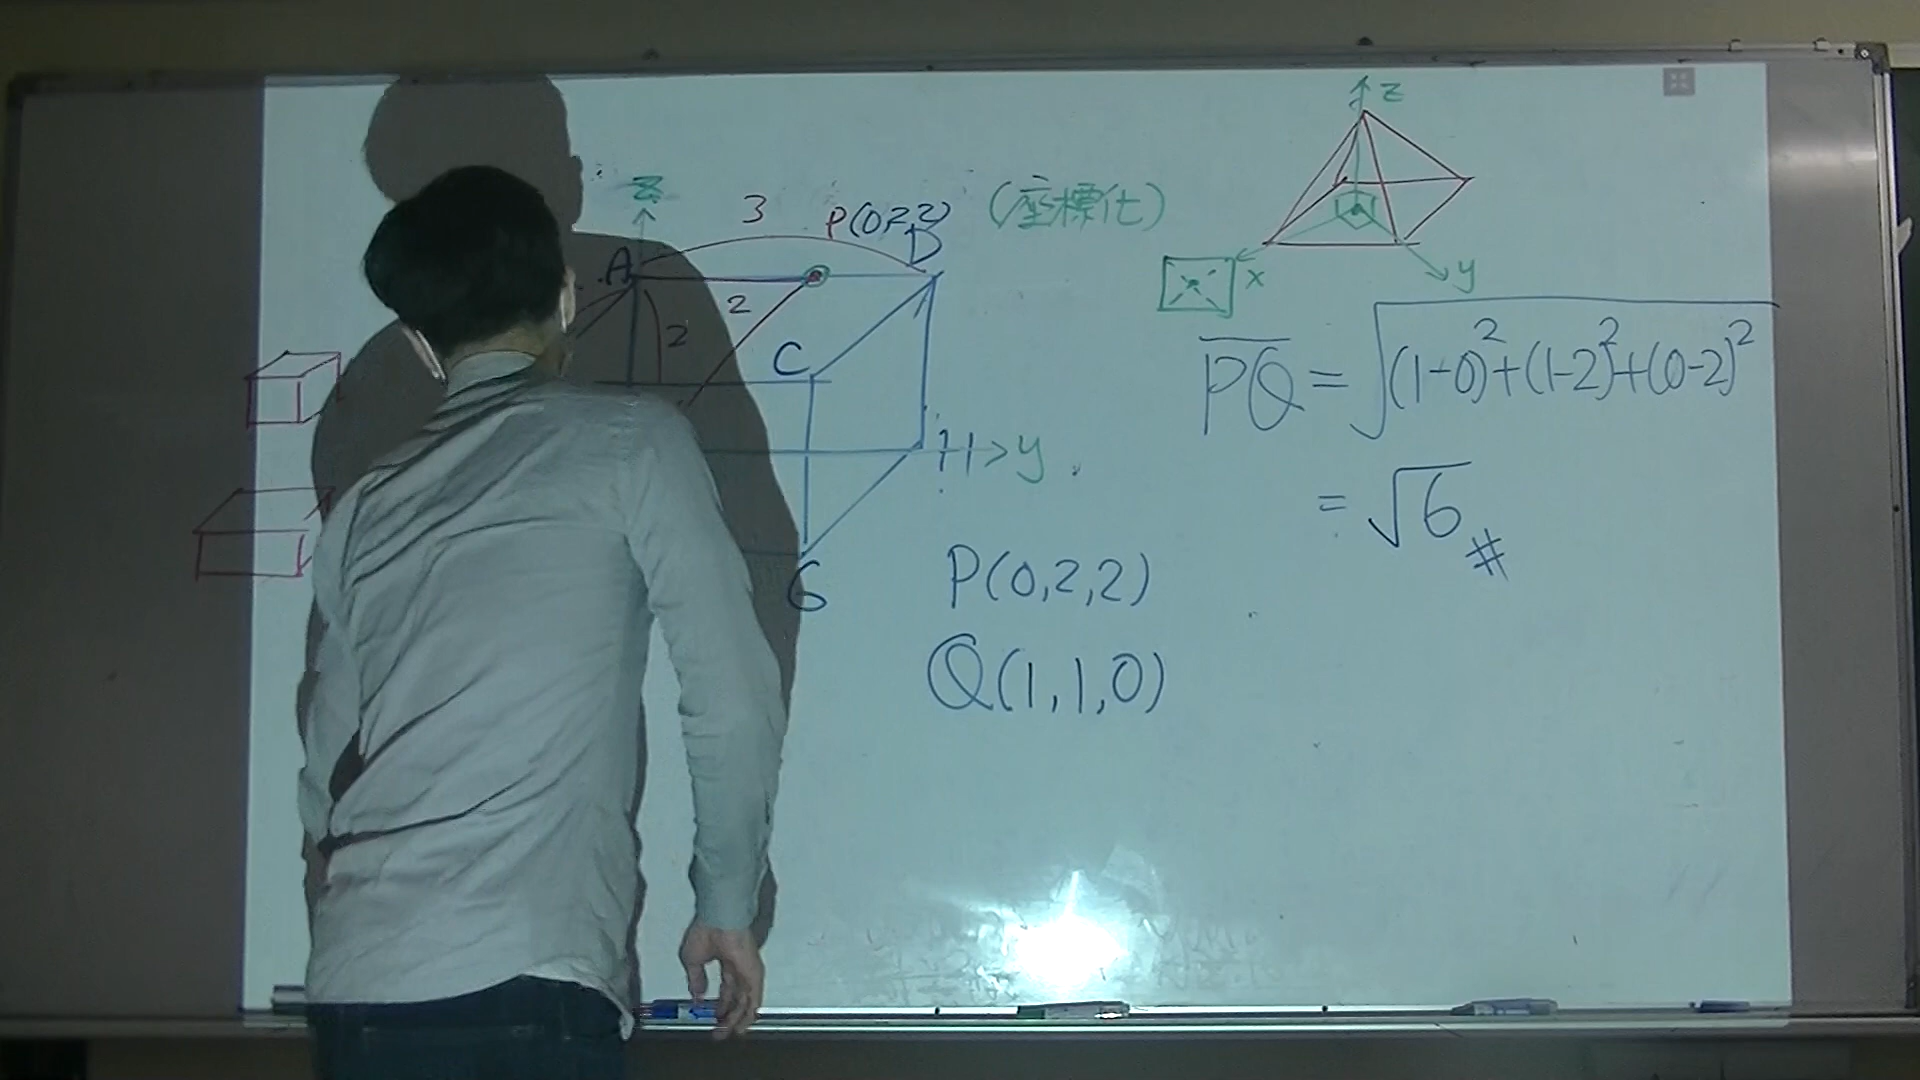 z
3
P(0,2,2)
(座標化)
A
D
2
2
C
H
y
G
P(0,2,2)
Q(1,1,0)
z
x
y
PQ = √(1-0)²+(1-2)²+(0-2)²
= √6 #